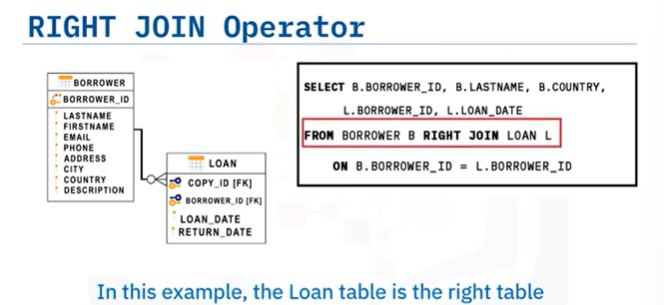 RIGHT JOIN Operator
BORROWER
BORROWER_ID
LASTNAME
FIRSTNAME
EMAIL
PHONE
ADDRESS
CITY
COUNTRY
DESCRIPTION
LOAN
COPY_ID [FK]
BORROWER_ID [FK]
LOAN_DATE
RETURN_DATE
SELECT B.BORROWER_ID, B.LASTNAME, B.COUNTRY,
L.BORROWER_ID, L.LOAN_DATE
FROM BORROWER B RIGHT JOIN LOAN L
ON B.BORROWER_ID = L.BORROWER_ID
In this example, the Loan table is the right table